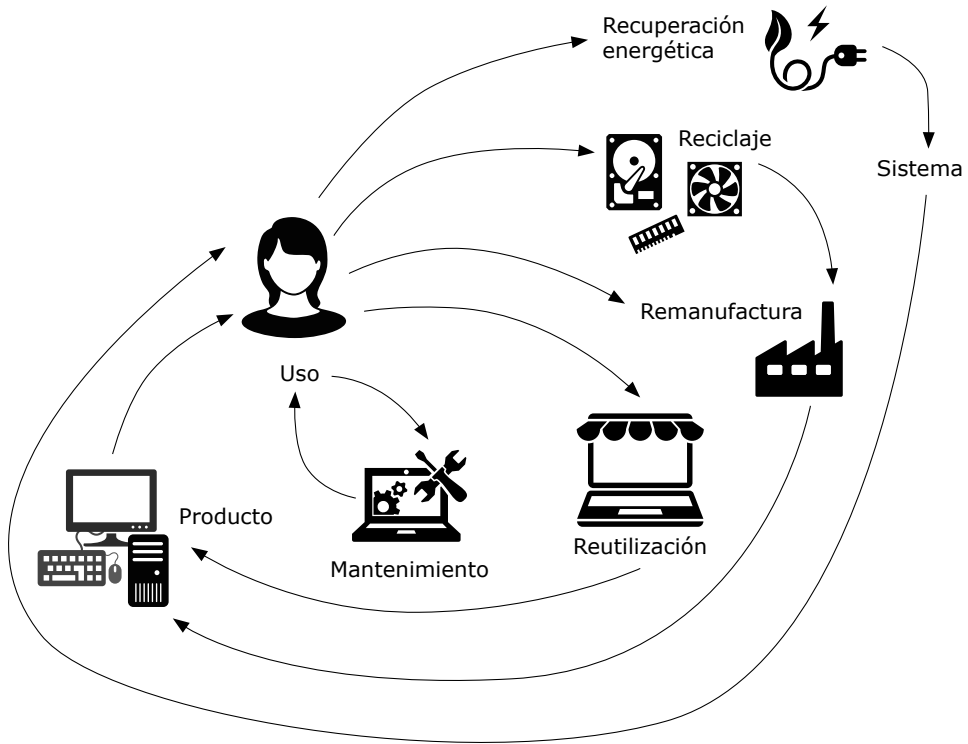 Recuperación
energética
Reciclaje
Sistema
Remanufactura
Uso
Producto
Reutilización
Mantenimiento